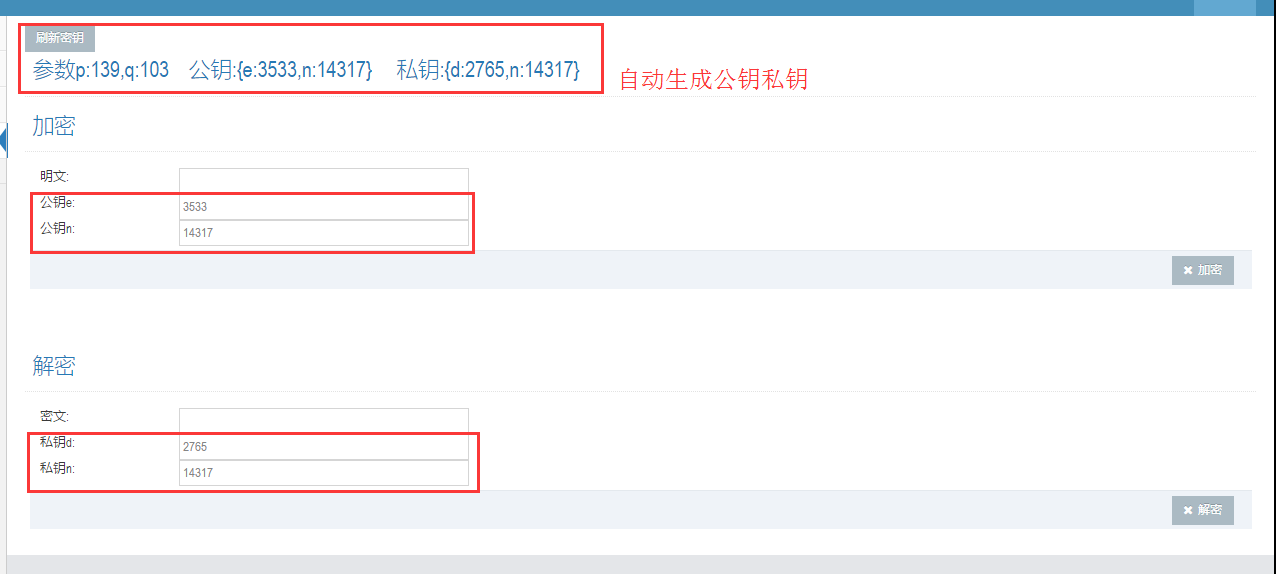 刷新密钥
参数p:139,q:103 公钥:{e:3533,n:14317} 私钥:{d:2765,n:14317}
自动生成公钥私钥
加密
明文:
公钥e: 3533
公钥n: 14317
加密
解密
密文:
私钥d: 2765
私钥n: 14317
解密